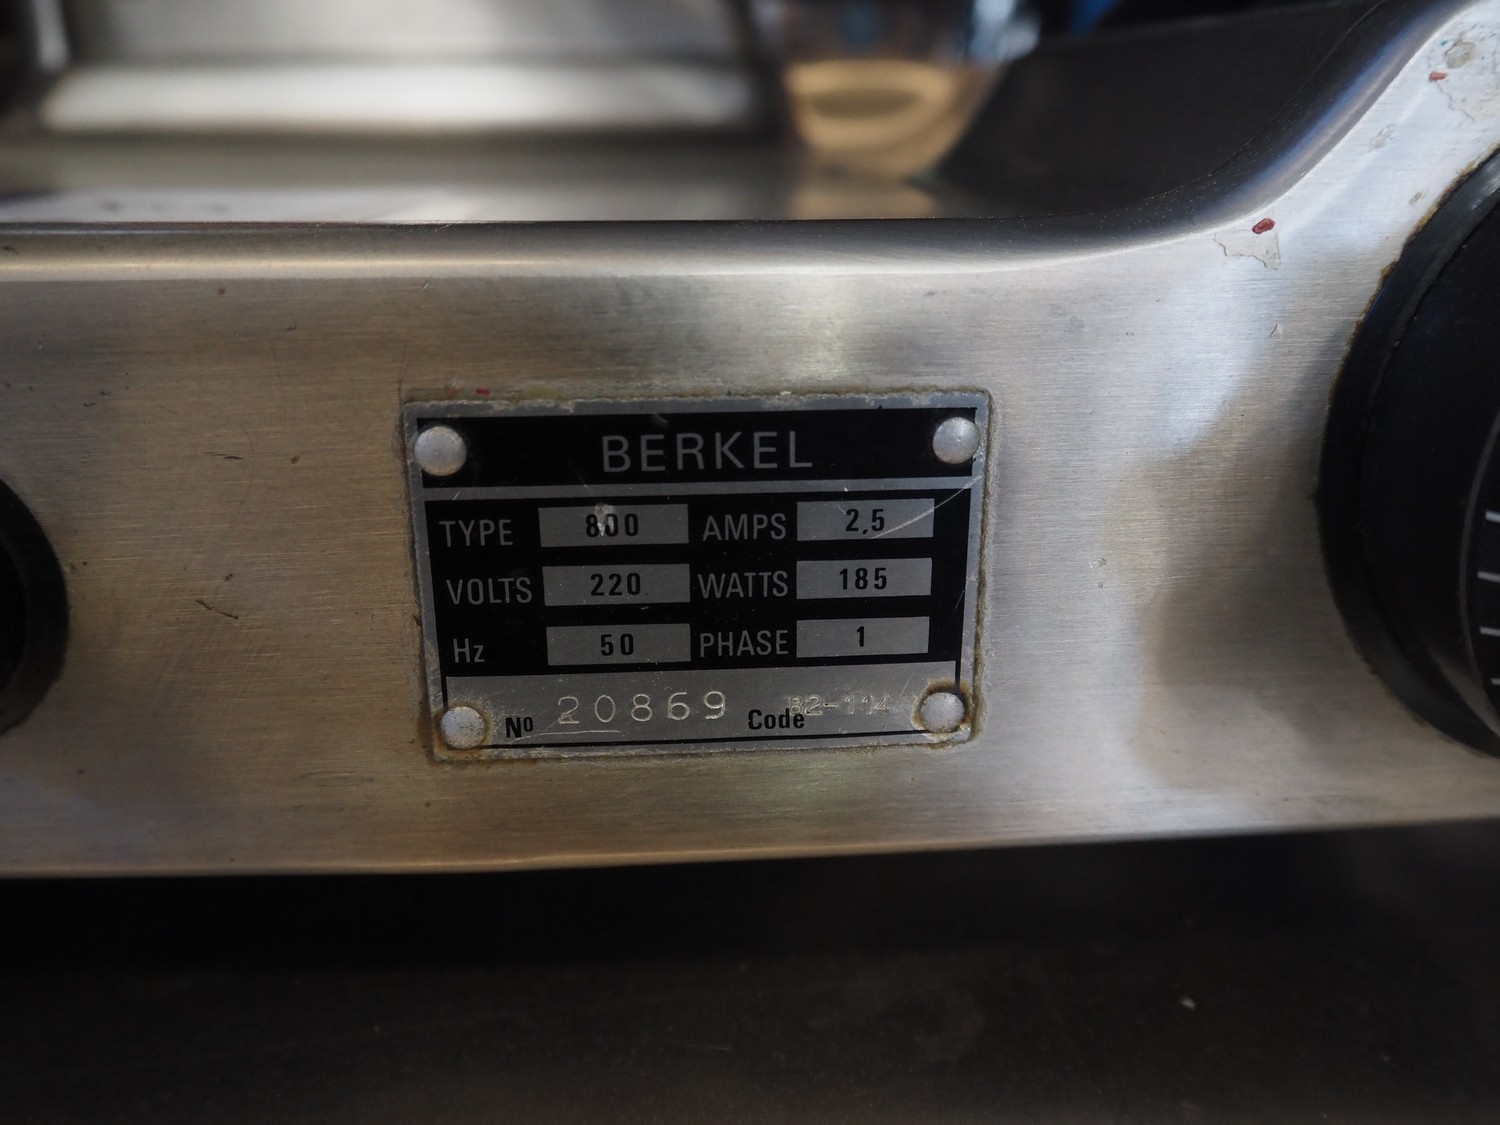 BERKEL
TYPE 800 AMPS 2,5
VOLTS 220 WATTS 185
Hz 50 PHASE 1
Nº 20869 Code 82-114